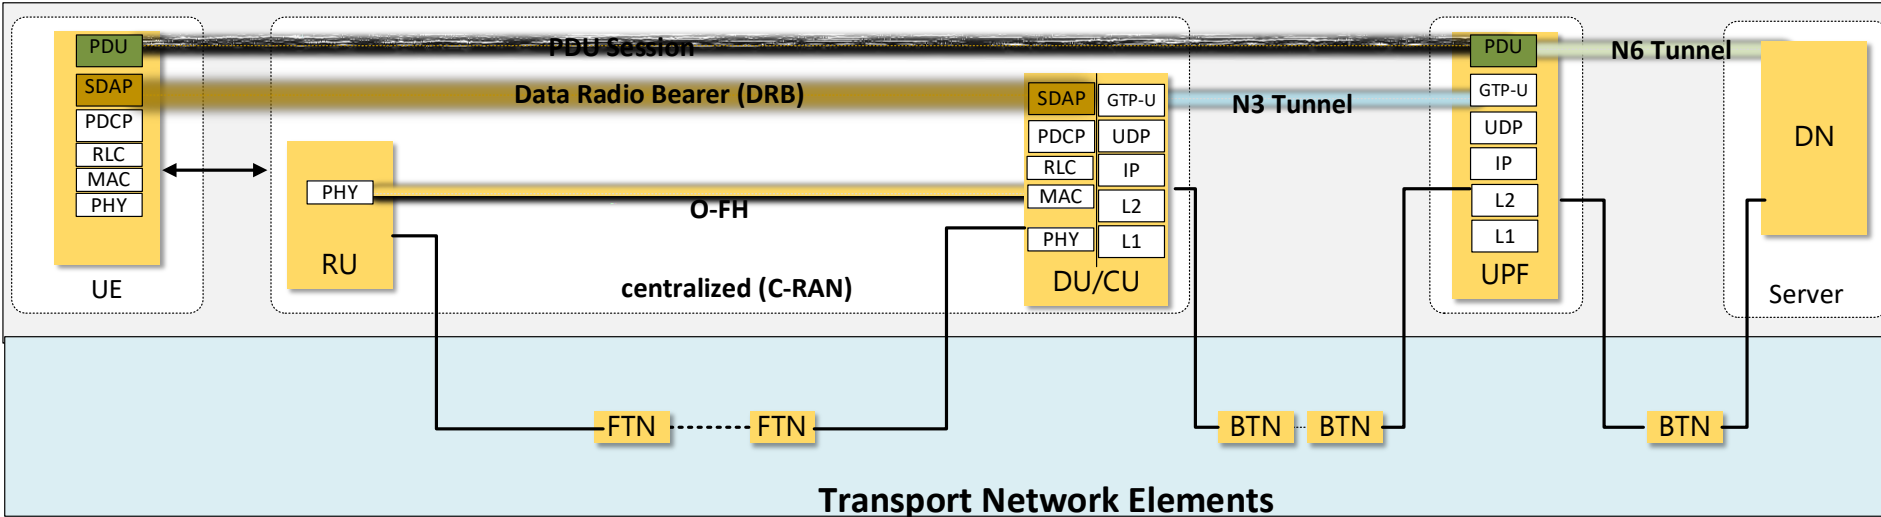 PDU
SDAP
PDCP
RLC
MAC
PHY
UE
PDU Session
Data Radio Bearer (DRB)
PHY
RU
O-FH
centralized (C-RAN)
SDAP
PDCP
RLC
MAC
PHY
GTP-U
UDP
IP
L2
L1
DU/CU
N3 Tunnel
PDU
GTP-U
UDP
IP
L2
L1
UPF
N6 Tunnel
DN
Server
FTN
FTN
BTN
BTN
BTN
Transport Network Elements